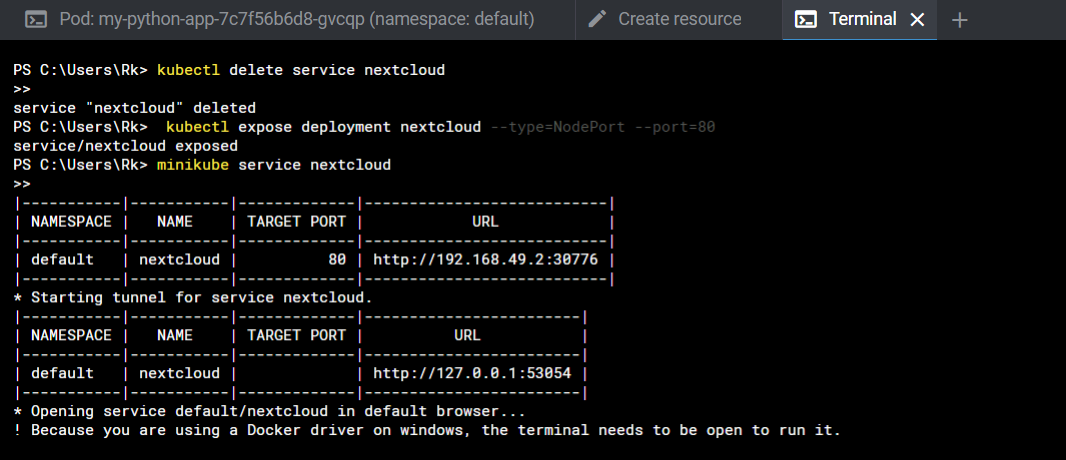 Pod: my-python-app-7c7f56b6d8-gvcqp (namespace: default) Create resource Terminal
PS C:\Users\Rk> kubectl delete service nextcloud
>>
service "nextcloud" deleted
PS C:\Users\Rk>  kubectl expose deployment nextcloud --type=NodePort --port=80
service/nextcloud exposed
PS C:\Users\Rk> minikube service nextcloud
>>
|-----------|-----------|-------------|---------------------------|
| NAMESPACE |   NAME    | TARGET PORT |            URL            |
|-----------|-----------|-------------|---------------------------|
| default   | nextcloud |          80 | http://192.168.49.2:30776 |
|-----------|-----------|-------------|---------------------------|
* Starting tunnel for service nextcloud.
|-----------|-----------|-------------|------------------------|
| NAMESPACE |   NAME    | TARGET PORT |          URL           |
|-----------|-----------|-------------|------------------------|
| default   | nextcloud |             | http://127.0.0.1:53054 |
|-----------|-----------|-------------|------------------------|
* Opening service default/nextcloud in default browser...
! Because you are using a Docker driver on windows, the terminal needs to be open to run it.